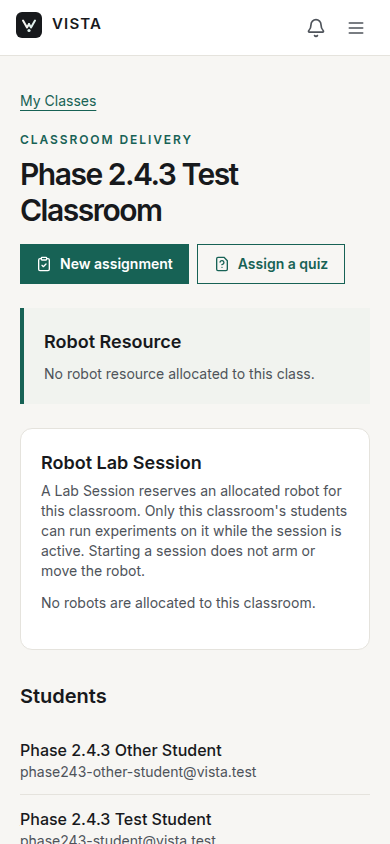 VISTA
My Classes
CLASSROOM DELIVERY
Phase 2.4.3 Test
Classroom
New assignment
Assign a quiz
Robot Resource
No robot resource allocated to this class.
Robot Lab Session
A Lab Session reserves an allocated robot for
this classroom. Only this classroom's students
can run experiments on it while the session is
active. Starting a session does not arm or
move the robot.
No robots are allocated to this classroom.
Students
Phase 2.4.3 Other Student
phase243-other-student@vista.test
Phase 2.4.3 Test Student
phase243-student@vista.test